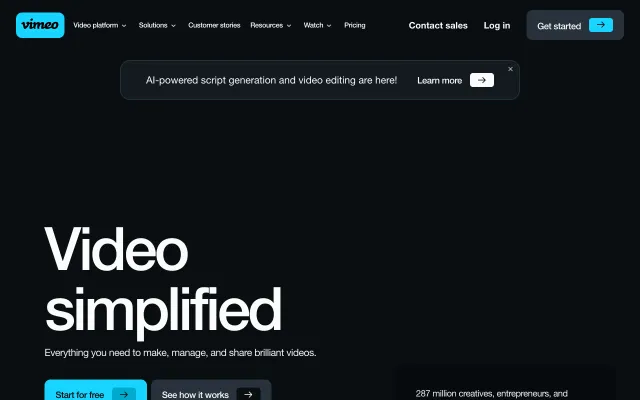 vimeo Video platform Solutions Customer stories Resources Watch Pricing Contact sales Log in Get started
AI-powered script generation and video editing are here! Learn more
Video
simplified
Everything you need to make, manage, and share brilliant videos.
Start for free See how it works
287 million creatives, entrepreneurs, and